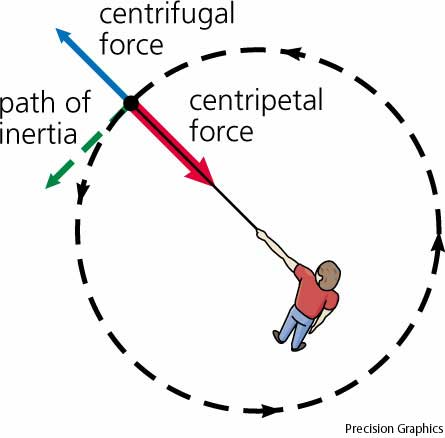 centrifugal
force
path of
inertia
centripetal
force
Precision Graphics